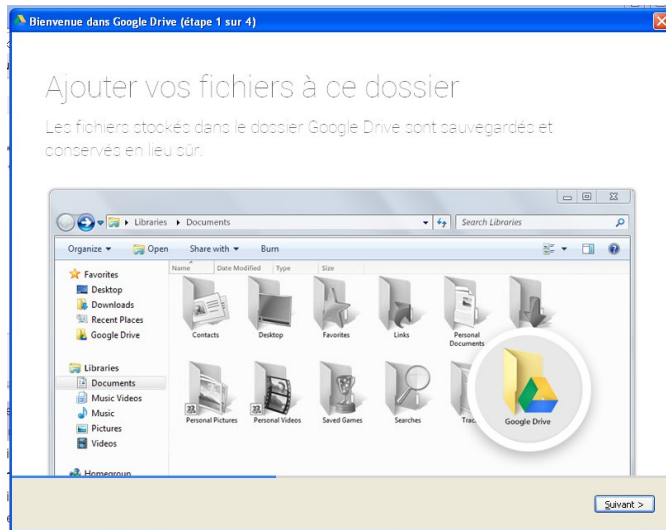 Bienvenue dans Google Drive (étape 1 sur 4)
Ajouter vos fichiers à ce dossier
Les fichiers stockés dans le dossier Google Drive sont sauvegardés et
conservés en lieu sûr.
Libraries Documents
Search Libraries
Organize Open Share with Burn
Name Date Modified Type Size
Favorites
Desktop
Downloads
Recent Places
Google Drive
Libraries
Documents
Music Videos
Music
Pictures
Videos
Homegroup
Contacts Desktop Favorites Links Personal
Documents
Personal Pictures Personal Videos Saved Games Searches Google Drive
Suivant >